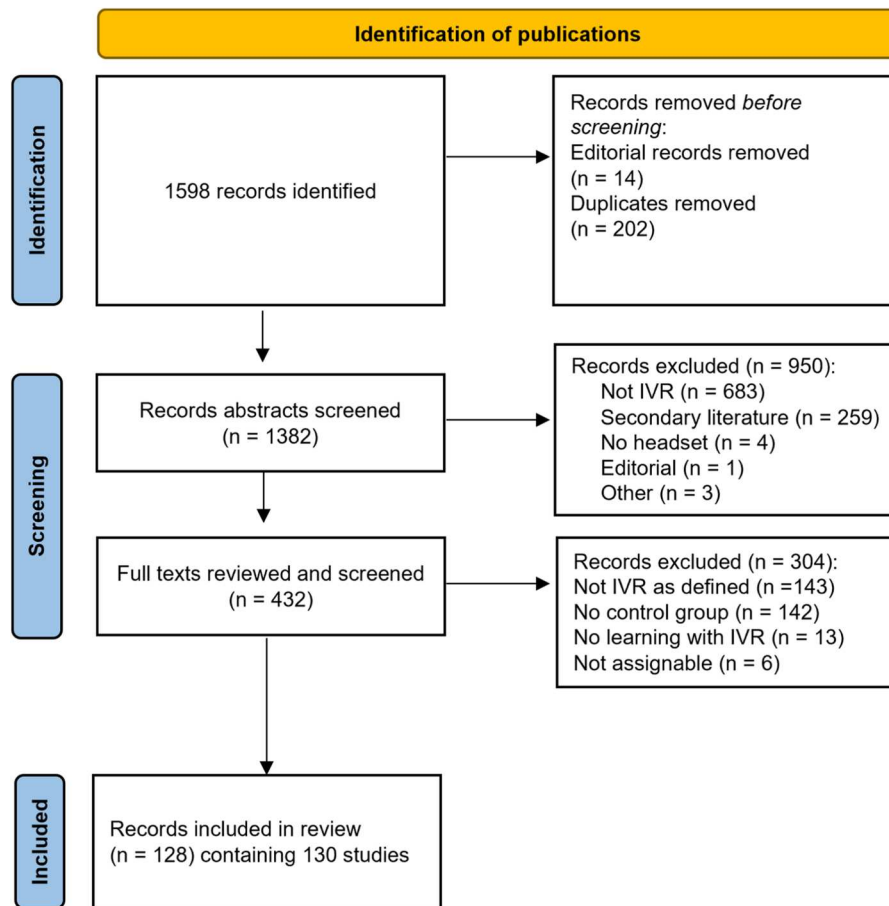 Identification of publications
Identification
1598 records identified
Records removed before
screening:
Editorial records removed
(n = 14)
Duplicates removed
(n = 202)
Screening
Records abstracts screened
(n = 1382)
Records excluded (n = 950):
Not IVR (n = 683)
Secondary literature (n = 259)
No headset (n = 4)
Editorial (n = 1)
Other (n = 3)
Full texts reviewed and screened
(n = 432)
Records excluded (n = 304):
Not IVR as defined (n =143)
No control group (n = 142)
No learning with IVR (n = 13)
Not assignable (n = 6)
Included
Records included in review
(n = 128) containing 130 studies